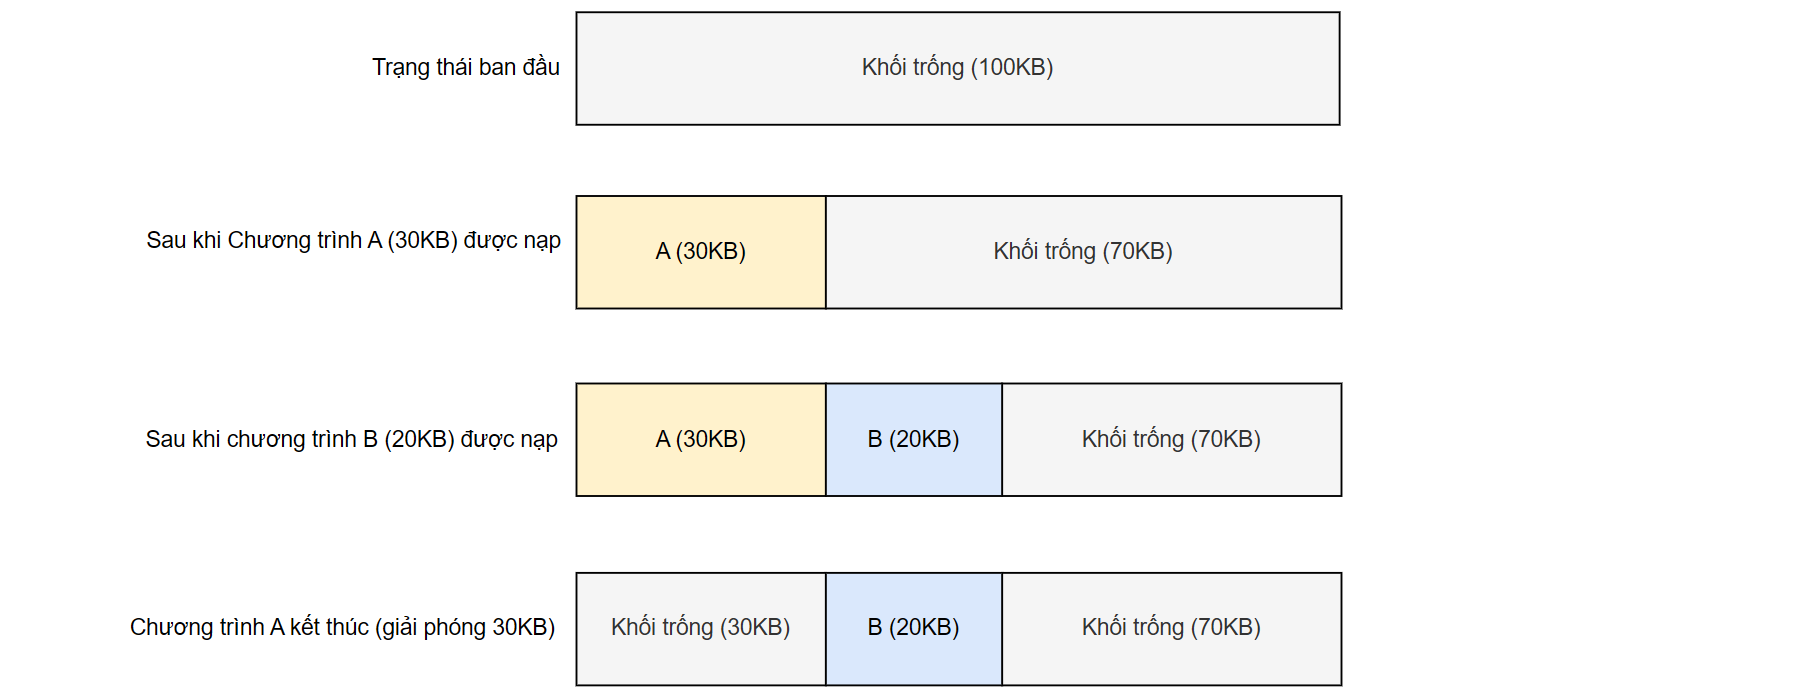 Trạng thái ban đầu
Khối trống (100KB)
Sau khi Chương trình A (30KB) được nạp
A (30KB)
Khối trống (70KB)
Sau khi chương trình B (20KB) được nạp
A (30KB)
B (20KB)
Khối trống (70KB)
Chương trình A kết thúc (giải phóng 30KB)
Khối trống (30KB)
B (20KB)
Khối trống (70KB)